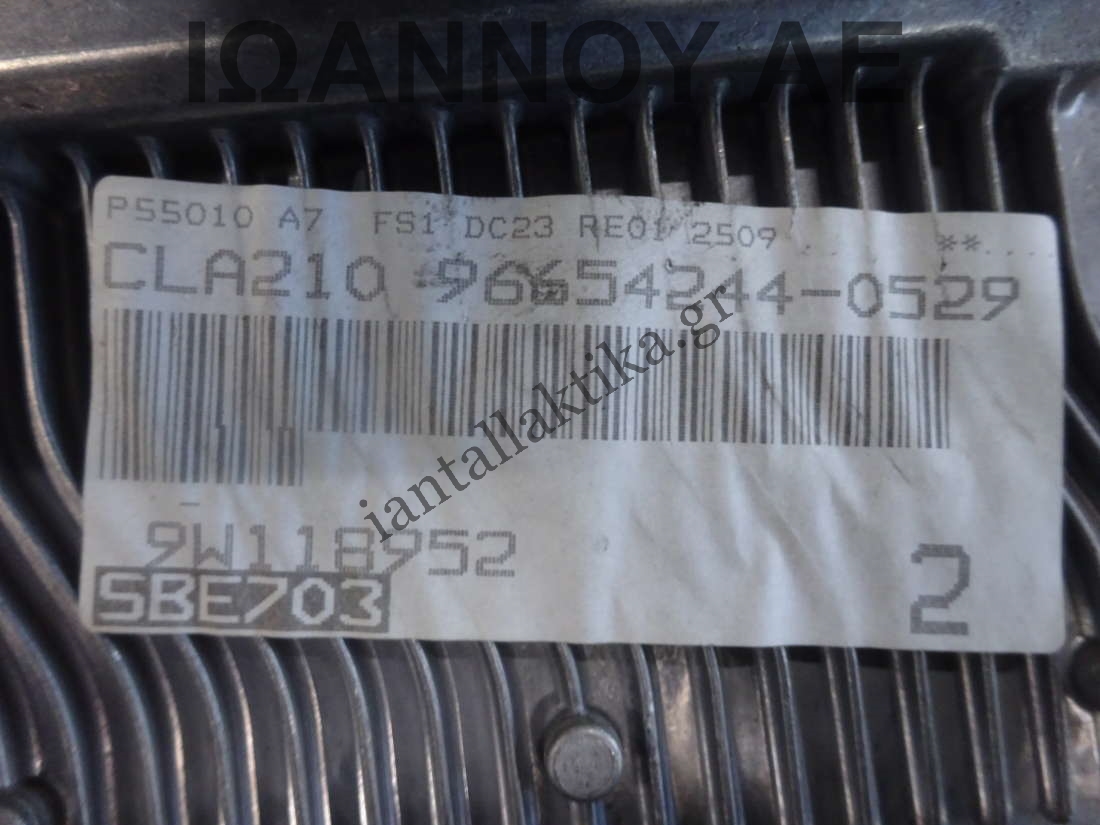 ΙΩΑΝΝΟΥ ΑΕ
PS5010 A7 FS1 DC23 RE01 2509 **
CLA210 96654244-0529
iantallaktika.gr
9W118952
SBE703
2